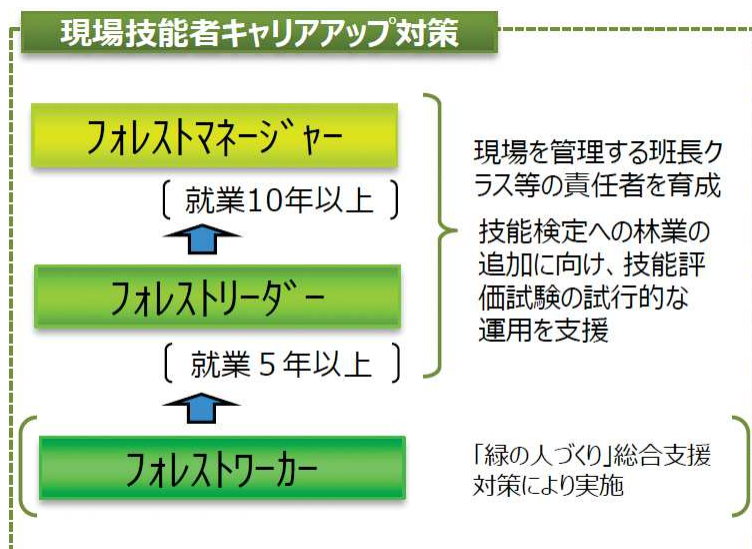 現場技能者キャリアアップ対策
フォレストマネージャー
〔 就業10年以上 〕
フォレストリーダー
〔 就業５年以上 〕
フォレストワーカー
現場を管理する班長ク
ラス等の責任者を育成
技能検定への林業の
追加に向け、技能評
価試験の試行的な
運用を支援
「緑の人づくり」総合支援
対策により実施